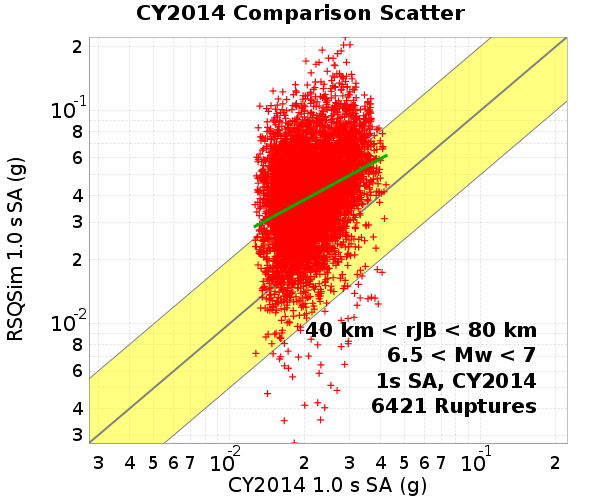 CY2014 Comparison Scatter
RSQSim 1.0 s SA (g)
2
10⁻¹
8
6
4
3
2
10⁻²
8
6
4
3
40 km < rJB < 80 km
6.5 < Mw < 7
1s SA, CY2014
6421 Ruptures
3 4 5 6 7 10⁻² 2 3 4 5 6 7 10⁻¹ 2
CY2014 1.0 s SA (g)